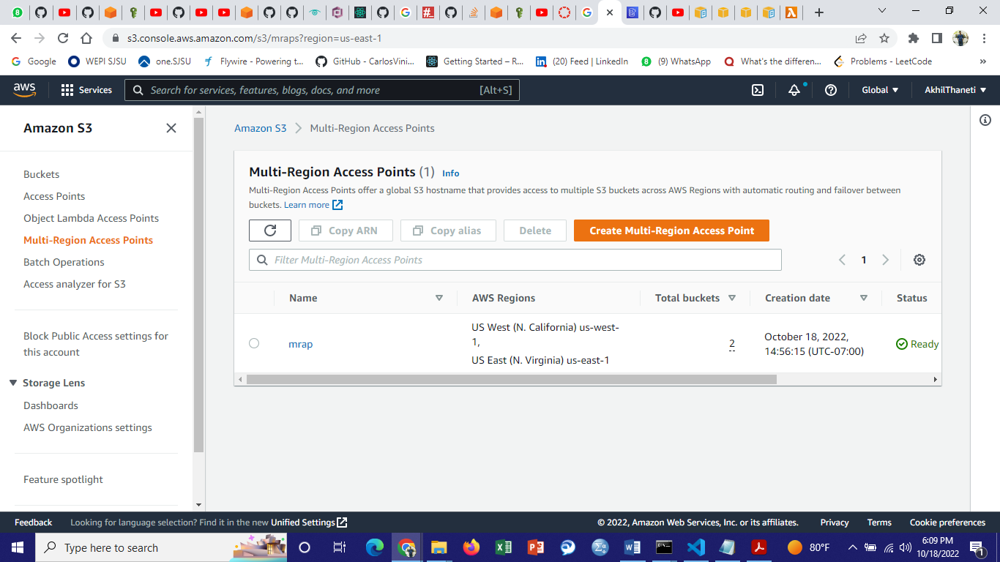 s3.console.aws.amazon.com/s3/mraps?region=us-east-1
Google WEPI SJSU one.SJSU Flywire - Powering t... GitHub - CarlosVini... Getting Started – R... (20) Feed | LinkedIn (9) WhatsApp What's the differen... Problems - LeetCode »
aws Services Search for services, features, blogs, docs, and more [Alt+S] Global AkhilThaneti
Amazon S3
Buckets
Access Points
Object Lambda Access Points
Multi-Region Access Points
Batch Operations
Access analyzer for S3
Block Public Access settings for
this account
Storage Lens
Dashboards
AWS Organizations settings
Feature spotlight
Amazon S3 Multi-Region Access Points
Multi-Region Access Points (1) Info
Multi-Region Access Points offer a global S3 hostname that provides access to multiple S3 buckets across AWS Regions with automatic routing and failover between
buckets. Learn more
Copy ARN Copy alias Delete Create Multi-Region Access Point
Filter Multi-Region Access Points 1
Name AWS Regions Total buckets Creation date Status
mrap
US West (N. California) us-west-
1,
US East (N. Virginia) us-east-1
2
October 18, 2022,
14:56:15 (UTC-07:00)
Ready
Feedback Looking for language selection? Find it in the new Unified Settings © 2022, Amazon Web Services, Inc. or its affiliates. Privacy Terms Cookie preferences
Type here to search 80°F 6:09 PM
10/18/2022 1